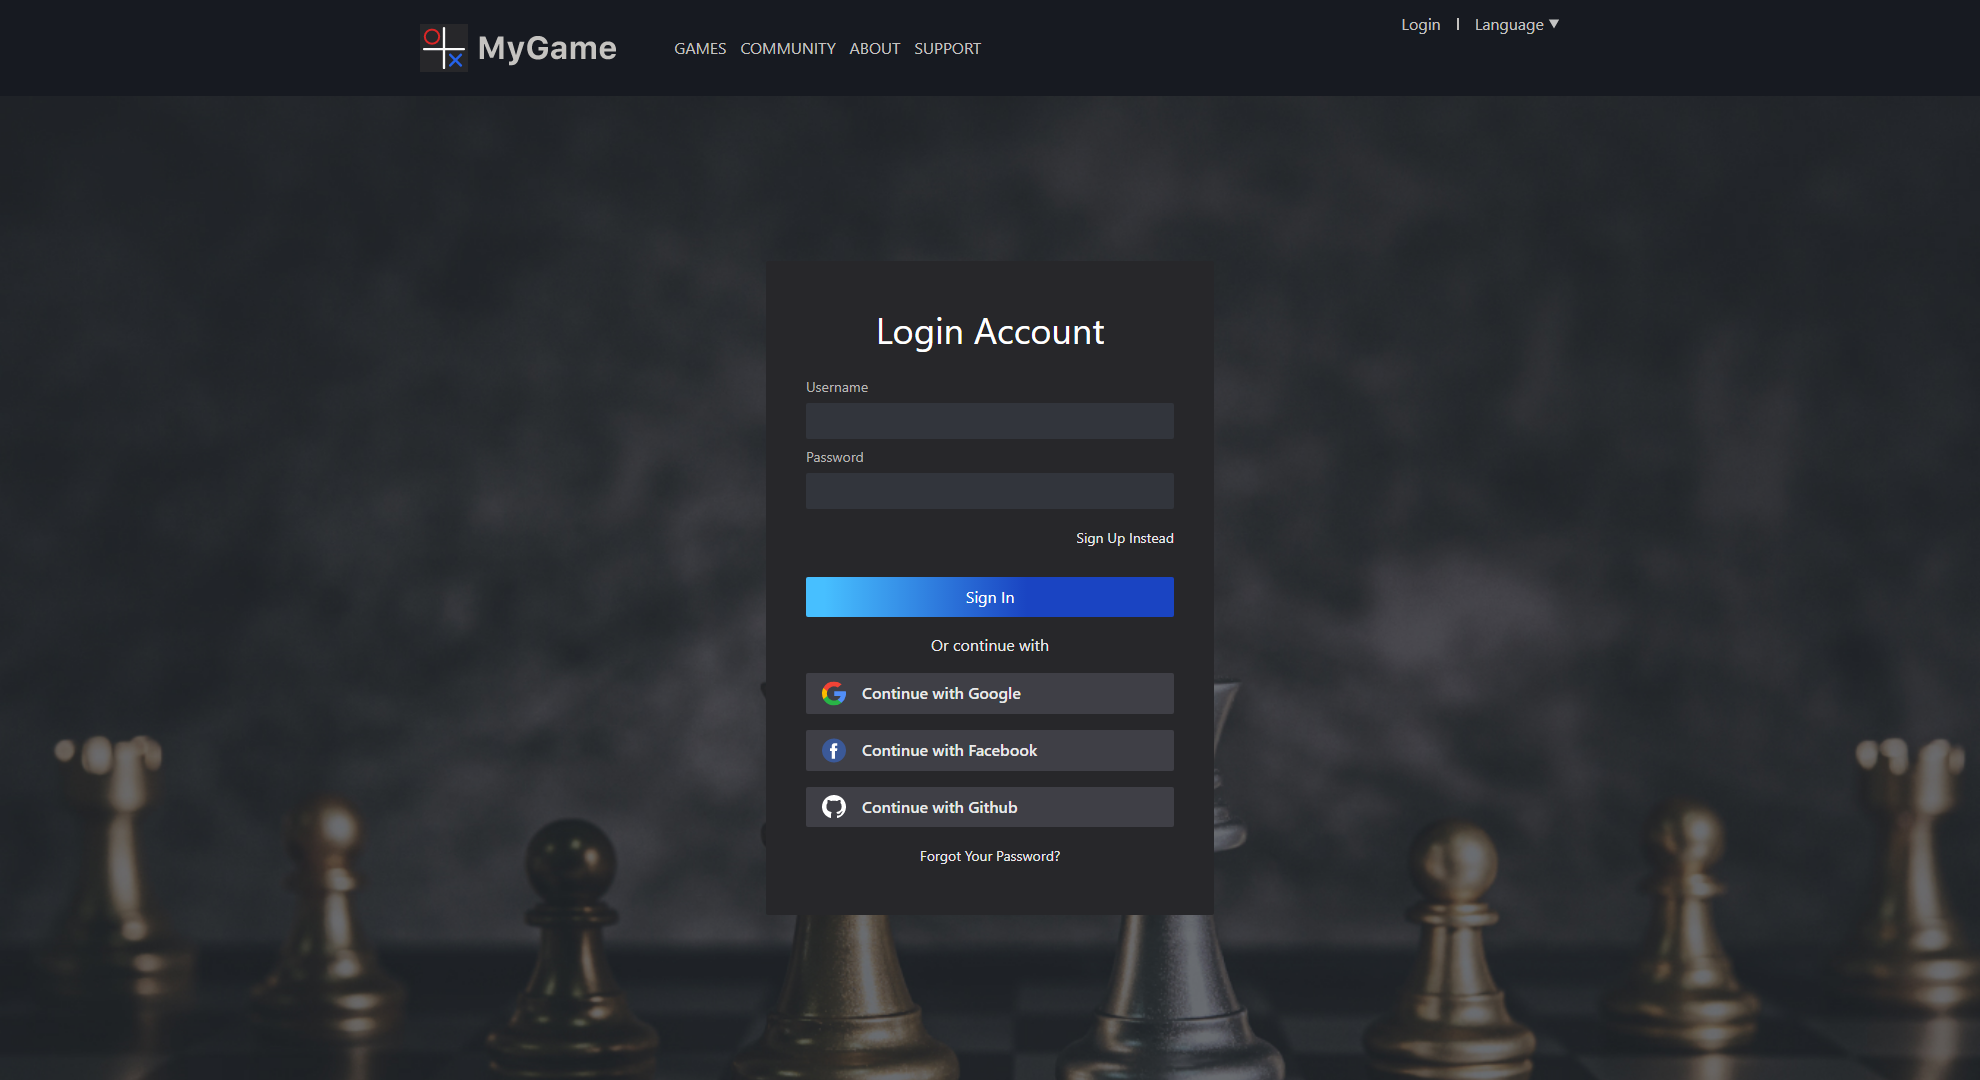 MyGame
GAMES COMMUNITY ABOUT SUPPORT
Login | Language ▼
Login Account
Username
Password
Sign Up Instead
Sign In
Or continue with
Continue with Google
Continue with Facebook
Continue with Github
Forgot Your Password?